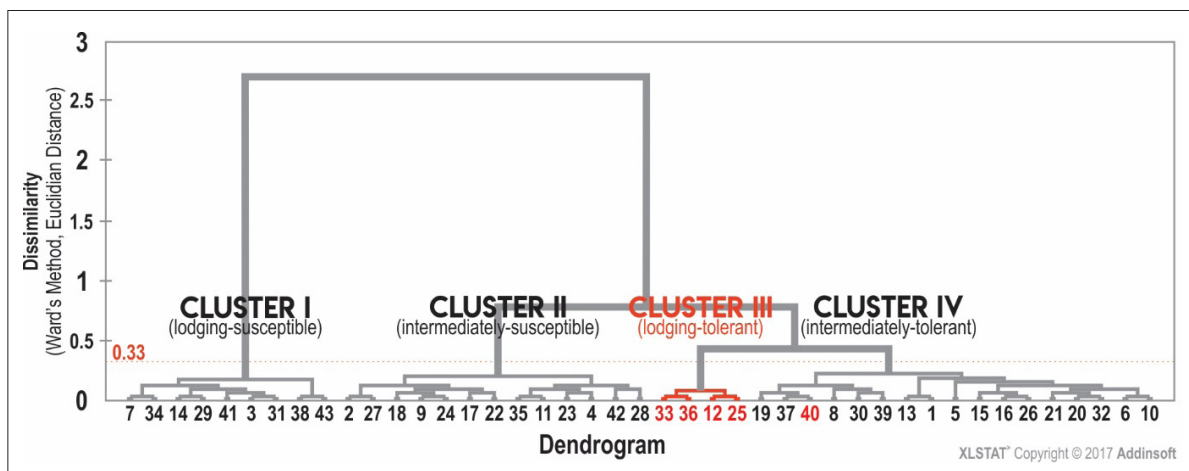 3
2.5
2
1.5
1
0.5
0
Dissimilarity
(Ward's Method, Euclidian Distance)
CLUSTER I
(lodging-susceptible)
CLUSTER II
(intermediately-susceptible)
CLUSTER III
(lodging-tolerant)
CLUSTER IV
(intermediately-tolerant)
0.33
7 34 14 29 41 3 31 38 43 2 27 18 9 24 17 22 35 11 23 4 42 28 33 36 12 25 19 37 40 8 30 39 13 1 5 15 16 26 21 20 32 6 10
Dendrogram
XLSTAT® Copyright © 2017 Addinsoft